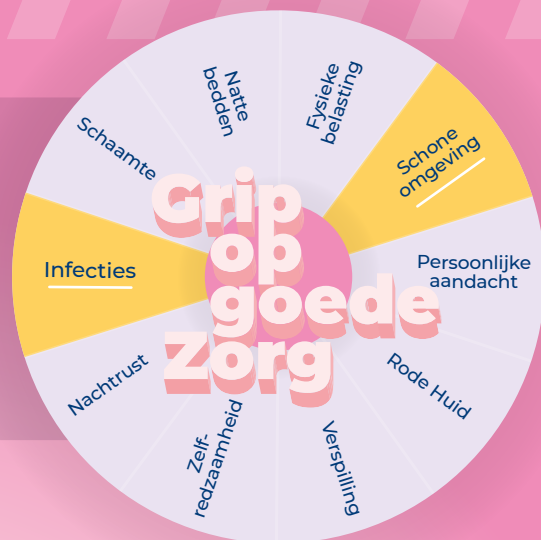 Natte
bedden
Fysieke
belasting
Schone
omgeving
Persoonlijke
aandacht
Rode Huid
Verspilling
Zelf-
redzaamheid
Nachtrust
Infecties
Schaamte
Grip
op
goede
Zorg